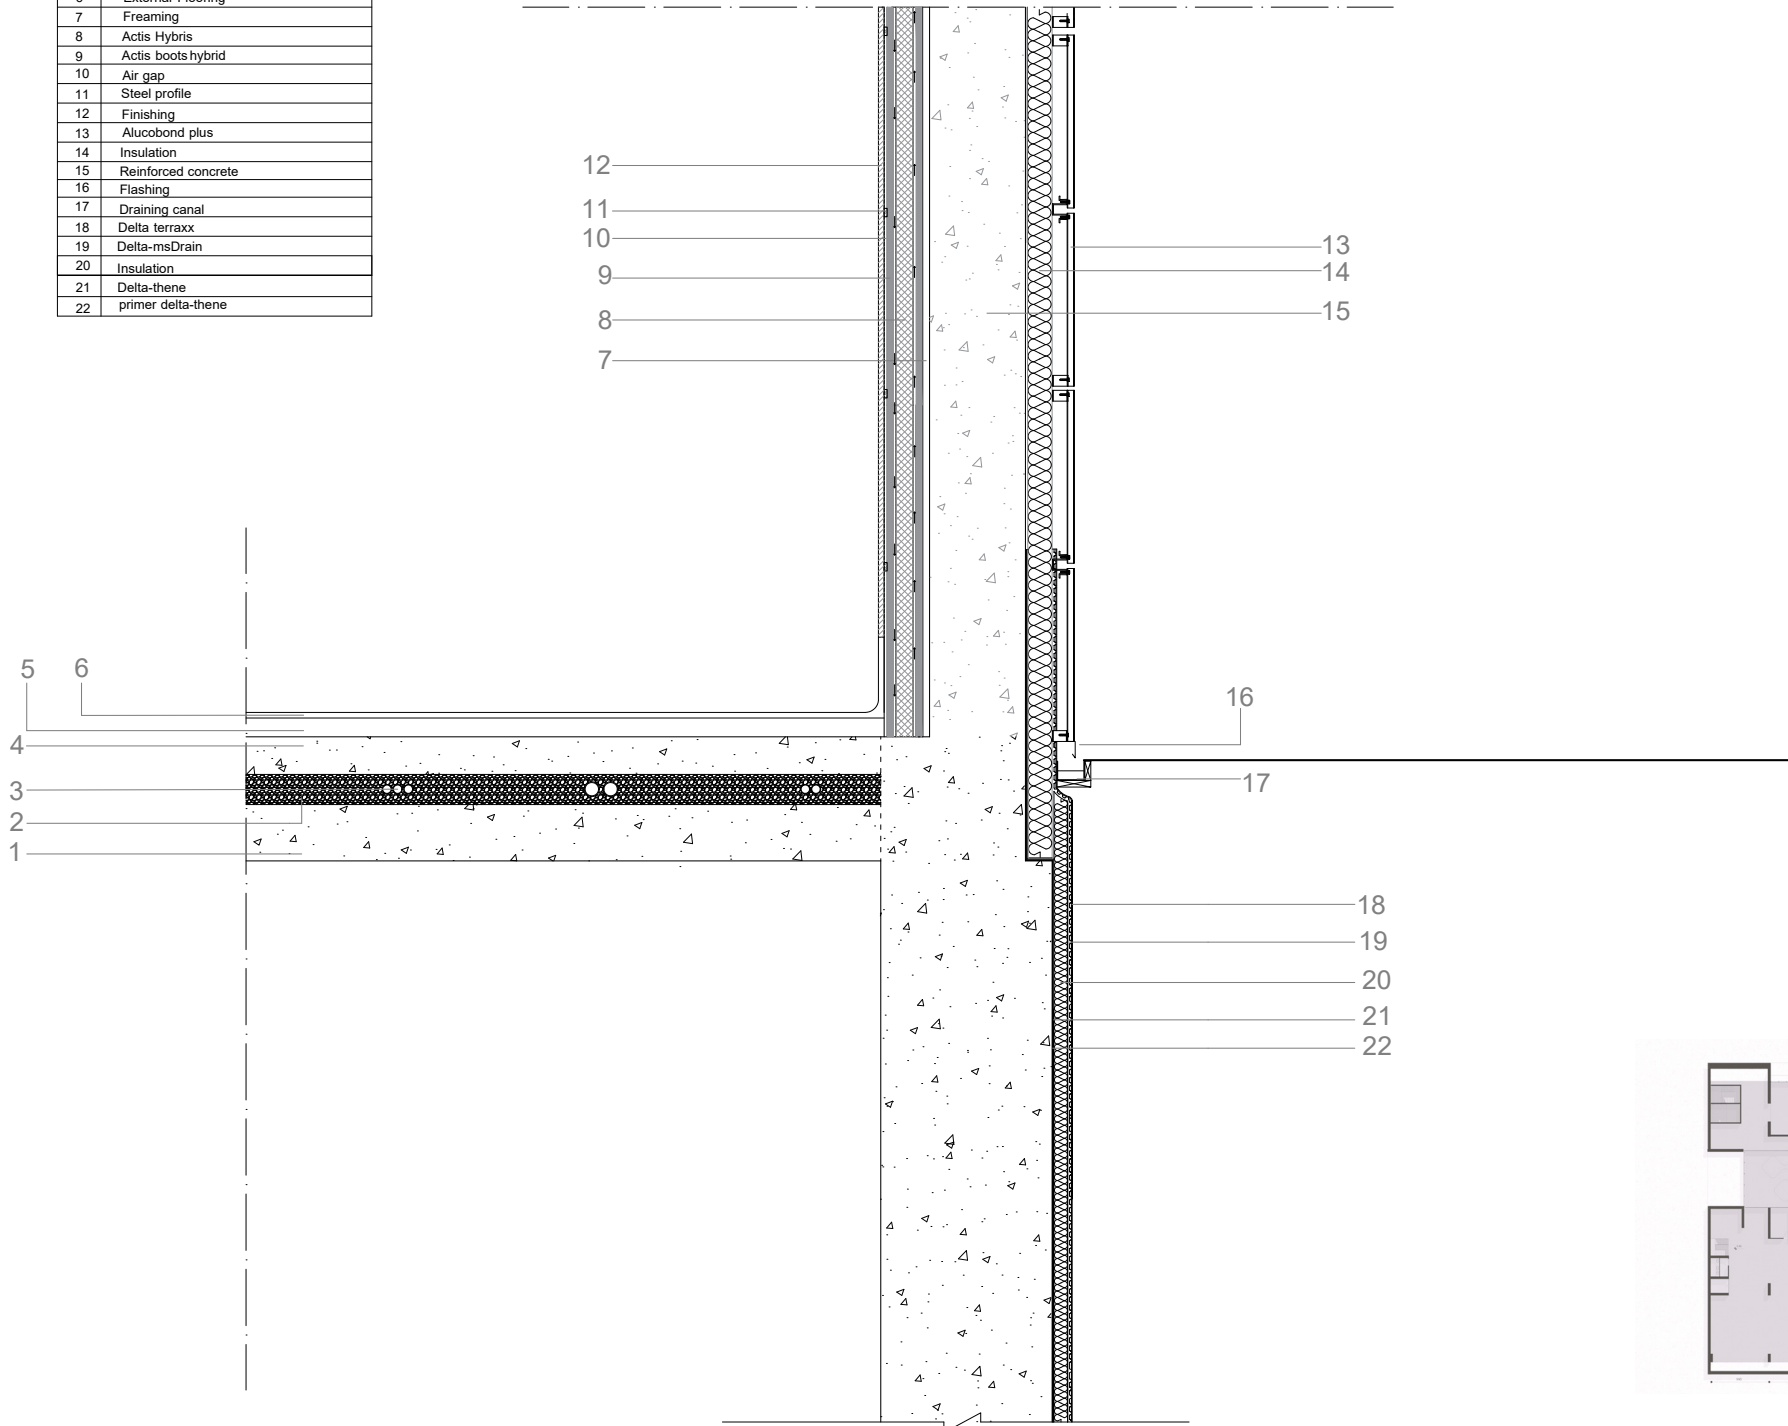 7 Freaming
8 Actis Hybris
9 Actis boots hybrid
10 Air gap
11 Steel profile
12 Finishing
13 Alucobond plus
14 Insulation
15 Reinforced concrete
16 Flashing
17 Draining canal
18 Delta terraxx
19 Delta-msDrain
20 Insulation
21 Delta-thene
22 primer delta-thene
12
11
10
9
8
7
13
14
15
5 6
4
3
2
1
16
17
18
19
20
21
22